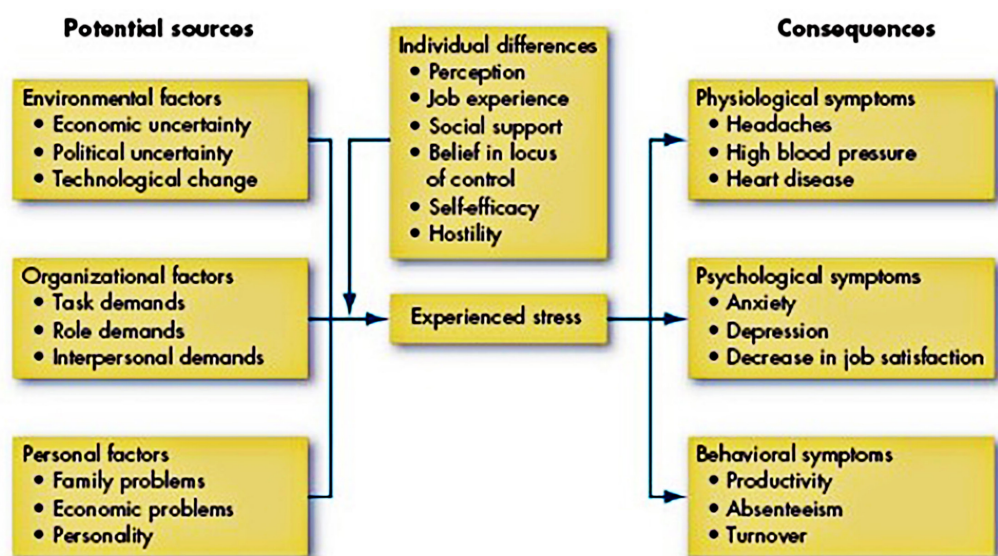 Potential sources
Environmental factors
• Economic uncertainty
• Political uncertainty
• Technological change
Organizational factors
• Task demands
• Role demands
• Interpersonal demands
Personal factors
• Family problems
• Economic problems
• Personality
Individual differences
• Perception
• Job experience
• Social support
• Belief in locus
of control
• Self-efficacy
• Hostility
Experienced stress
Consequences
Physiological symptoms
• Headaches
• High blood pressure
• Heart disease
Psychological symptoms
• Anxiety
• Depression
• Decrease in job satisfaction
Behavioral symptoms
• Productivity
• Absenteeism
• Turnover